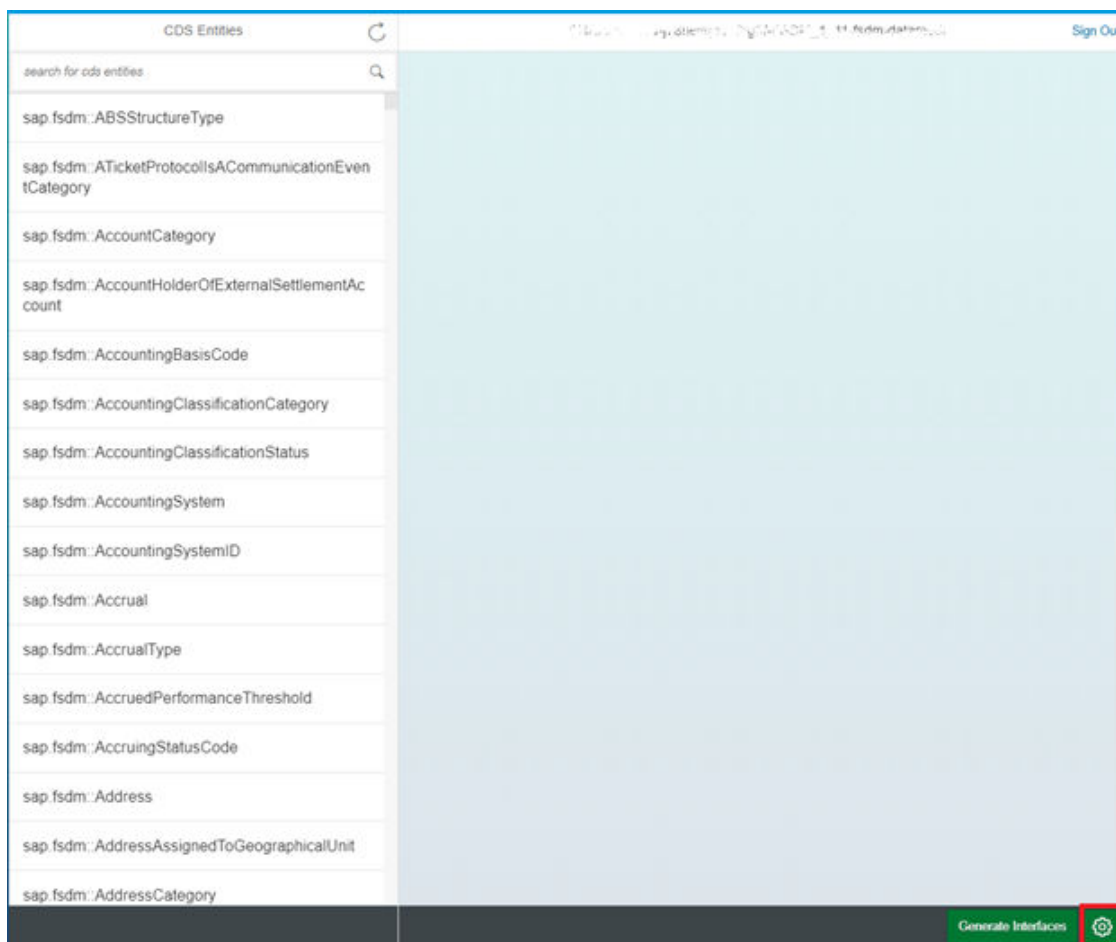 CDS Entities
Sign Ou
search for cds entities
sap.fsdm::ABSStructureType
sap.fsdm::ATicketProtocolIsACommunicationEven
tCategory
sap.fsdm::AccountCategory
sap.fsdm::AccountHolderOfExternalSettlementAc
count
sap.fsdm::AccountingBasisCode
sap.fsdm::AccountingClassificationCategory
sap.fsdm::AccountingClassificationStatus
sap.fsdm::AccountingSystem
sap.fsdm::AccountingSystemID
sap.fsdm::Accrual
sap.fsdm::AccrualType
sap.fsdm::AccruedPerformanceThreshold
sap.fsdm::AccruingStatusCode
sap.fsdm::Address
sap.fsdm::AddressAssignedToGeographicalUnit
sap.fsdm::AddressCategory
Generate Interfaces